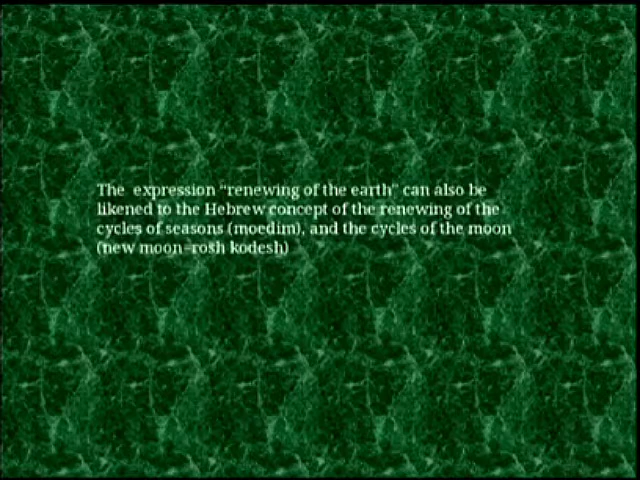 The  expression “renewing of the earth” can also be
likened to the Hebrew concept of the renewing of the
cycles of seasons (moedim), and the cycles of the moon
(new moon=rosh kodesh)